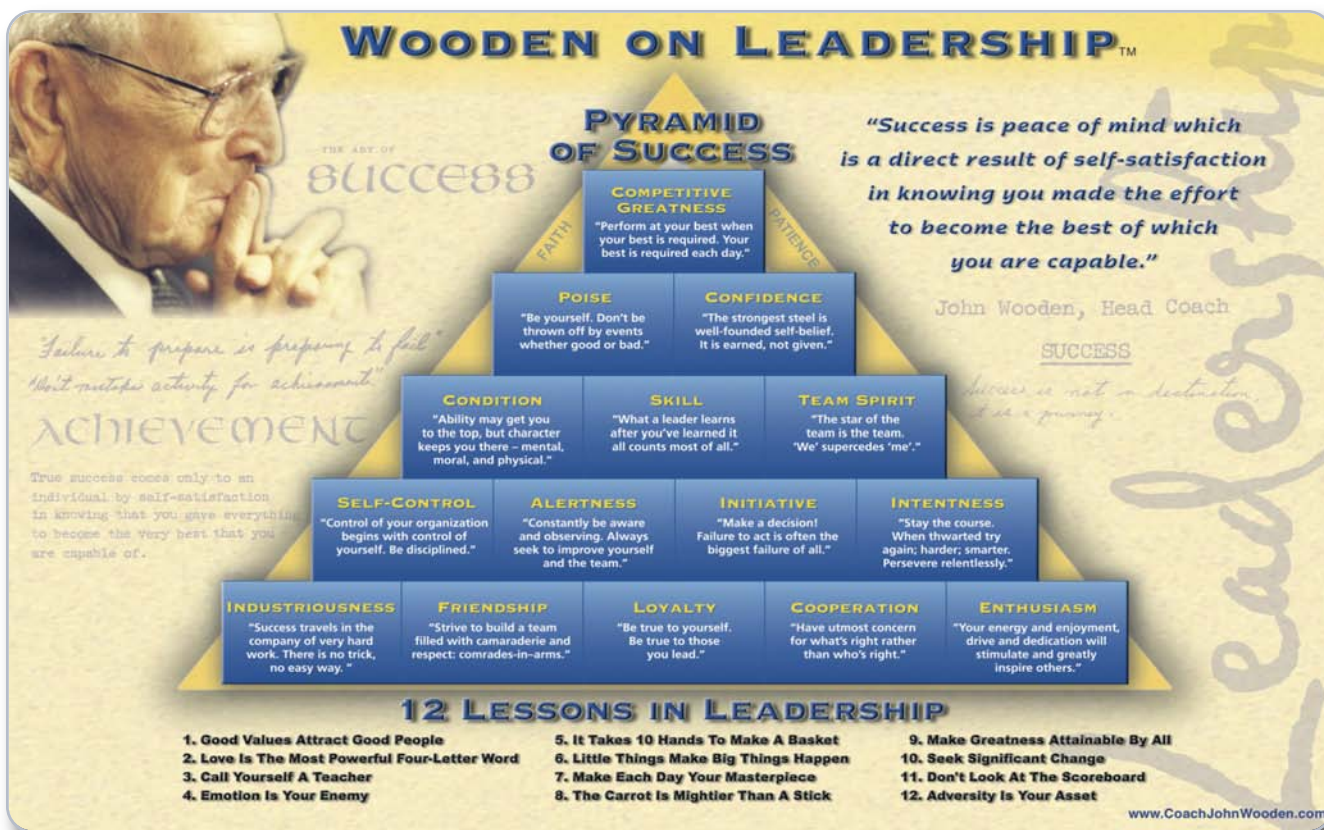 WOODEN ON LEADERSHIP™
PYRAMID
OF SUCCESS
THE ART OF
SUCCESS
"Success is peace of mind which
is a direct result of self-satisfaction
in knowing you made the effort
to become the best of which
you are capable."
John Wooden, Head Coach
SUCCESS
Success is not a destination,
it is a journey.
Leadership
"Failure to prepare is preparing to fail"
"Don't mistake activity for achievement"
ACHIEVEMENT
True success comes only to an
individual by self-satisfaction
in knowing that you gave everything
to become the very best that you
are capable of.
FAITH
PATIENCE
COMPETITIVE
GREATNESS
"Perform at your best when
your best is required. Your
best is required each day."
POISE
"Be yourself. Don't be
thrown off by events
whether good or bad."
CONFIDENCE
"The strongest steel is
well-founded self-belief.
It is earned, not given."
CONDITION
"Ability may get you
to the top, but character
keeps you there – mental,
moral, and physical."
SKILL
"What a leader learns
after you've learned it
all counts most of all."
TEAM SPIRIT
"The star of the
team is the team.
'We' supercedes 'me'."
SELF-CONTROL
"Control of your organization
begins with control of
yourself. Be disciplined."
ALERTNESS
"Constantly be aware
and observing. Always
seek to improve yourself
and the team."
INITIATIVE
"Make a decision!
Failure to act is often the
biggest failure of all."
INTENTNESS
"Stay the course.
When thwarted try
again; harder; smarter.
Persevere relentlessly."
INDUSTRIOUSNESS
"Success travels in the
company of very hard
work. There is no trick,
no easy way. "
FRIENDSHIP
"Strive to build a team
filled with camaraderie and
respect: comrades-in–arms."
LOYALTY
"Be true to yourself.
Be true to those
you lead."
COOPERATION
"Have utmost concern
for what's right rather
than who's right."
ENTHUSIASM
"Your energy and enjoyment,
drive and dedication will
stimulate and greatly
inspire others."
12 LESSONS IN LEADERSHIP
1. Good Values Attract Good People
2. Love Is The Most Powerful Four-Letter Word
3. Call Yourself A Teacher
4. Emotion Is Your Enemy
5. It Takes 10 Hands To Make A Basket
6. Little Things Make Big Things Happen
7. Make Each Day Your Masterpiece
8. The Carrot Is Mightier Than A Stick
9. Make Greatness Attainable By All
10. Seek Significant Change
11. Don't Look At The Scoreboard
12. Adversity Is Your Asset
www.CoachJohnWooden.com